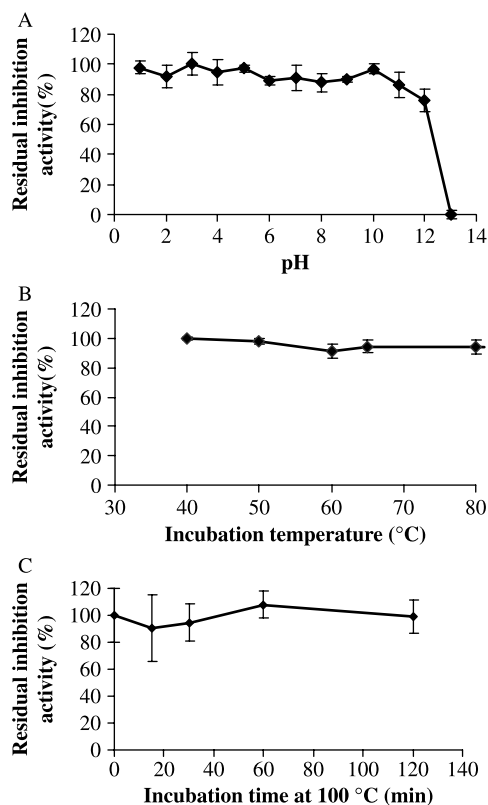 A
Residual inhibition
activity(%)
120
100
80
60
40
20
0
0 2 4 6 8 10 12 14
pH
B
Residual inhibition
activity(%)
120
100
80
60
40
20
0
30 40 50 60 70 80
Incubation temperature (°C)
C
Residual inhibition
activity (%)
120
100
80
60
40
20
0
0 20 40 60 80 100 120 140
Incubation time at 100 °C (min)